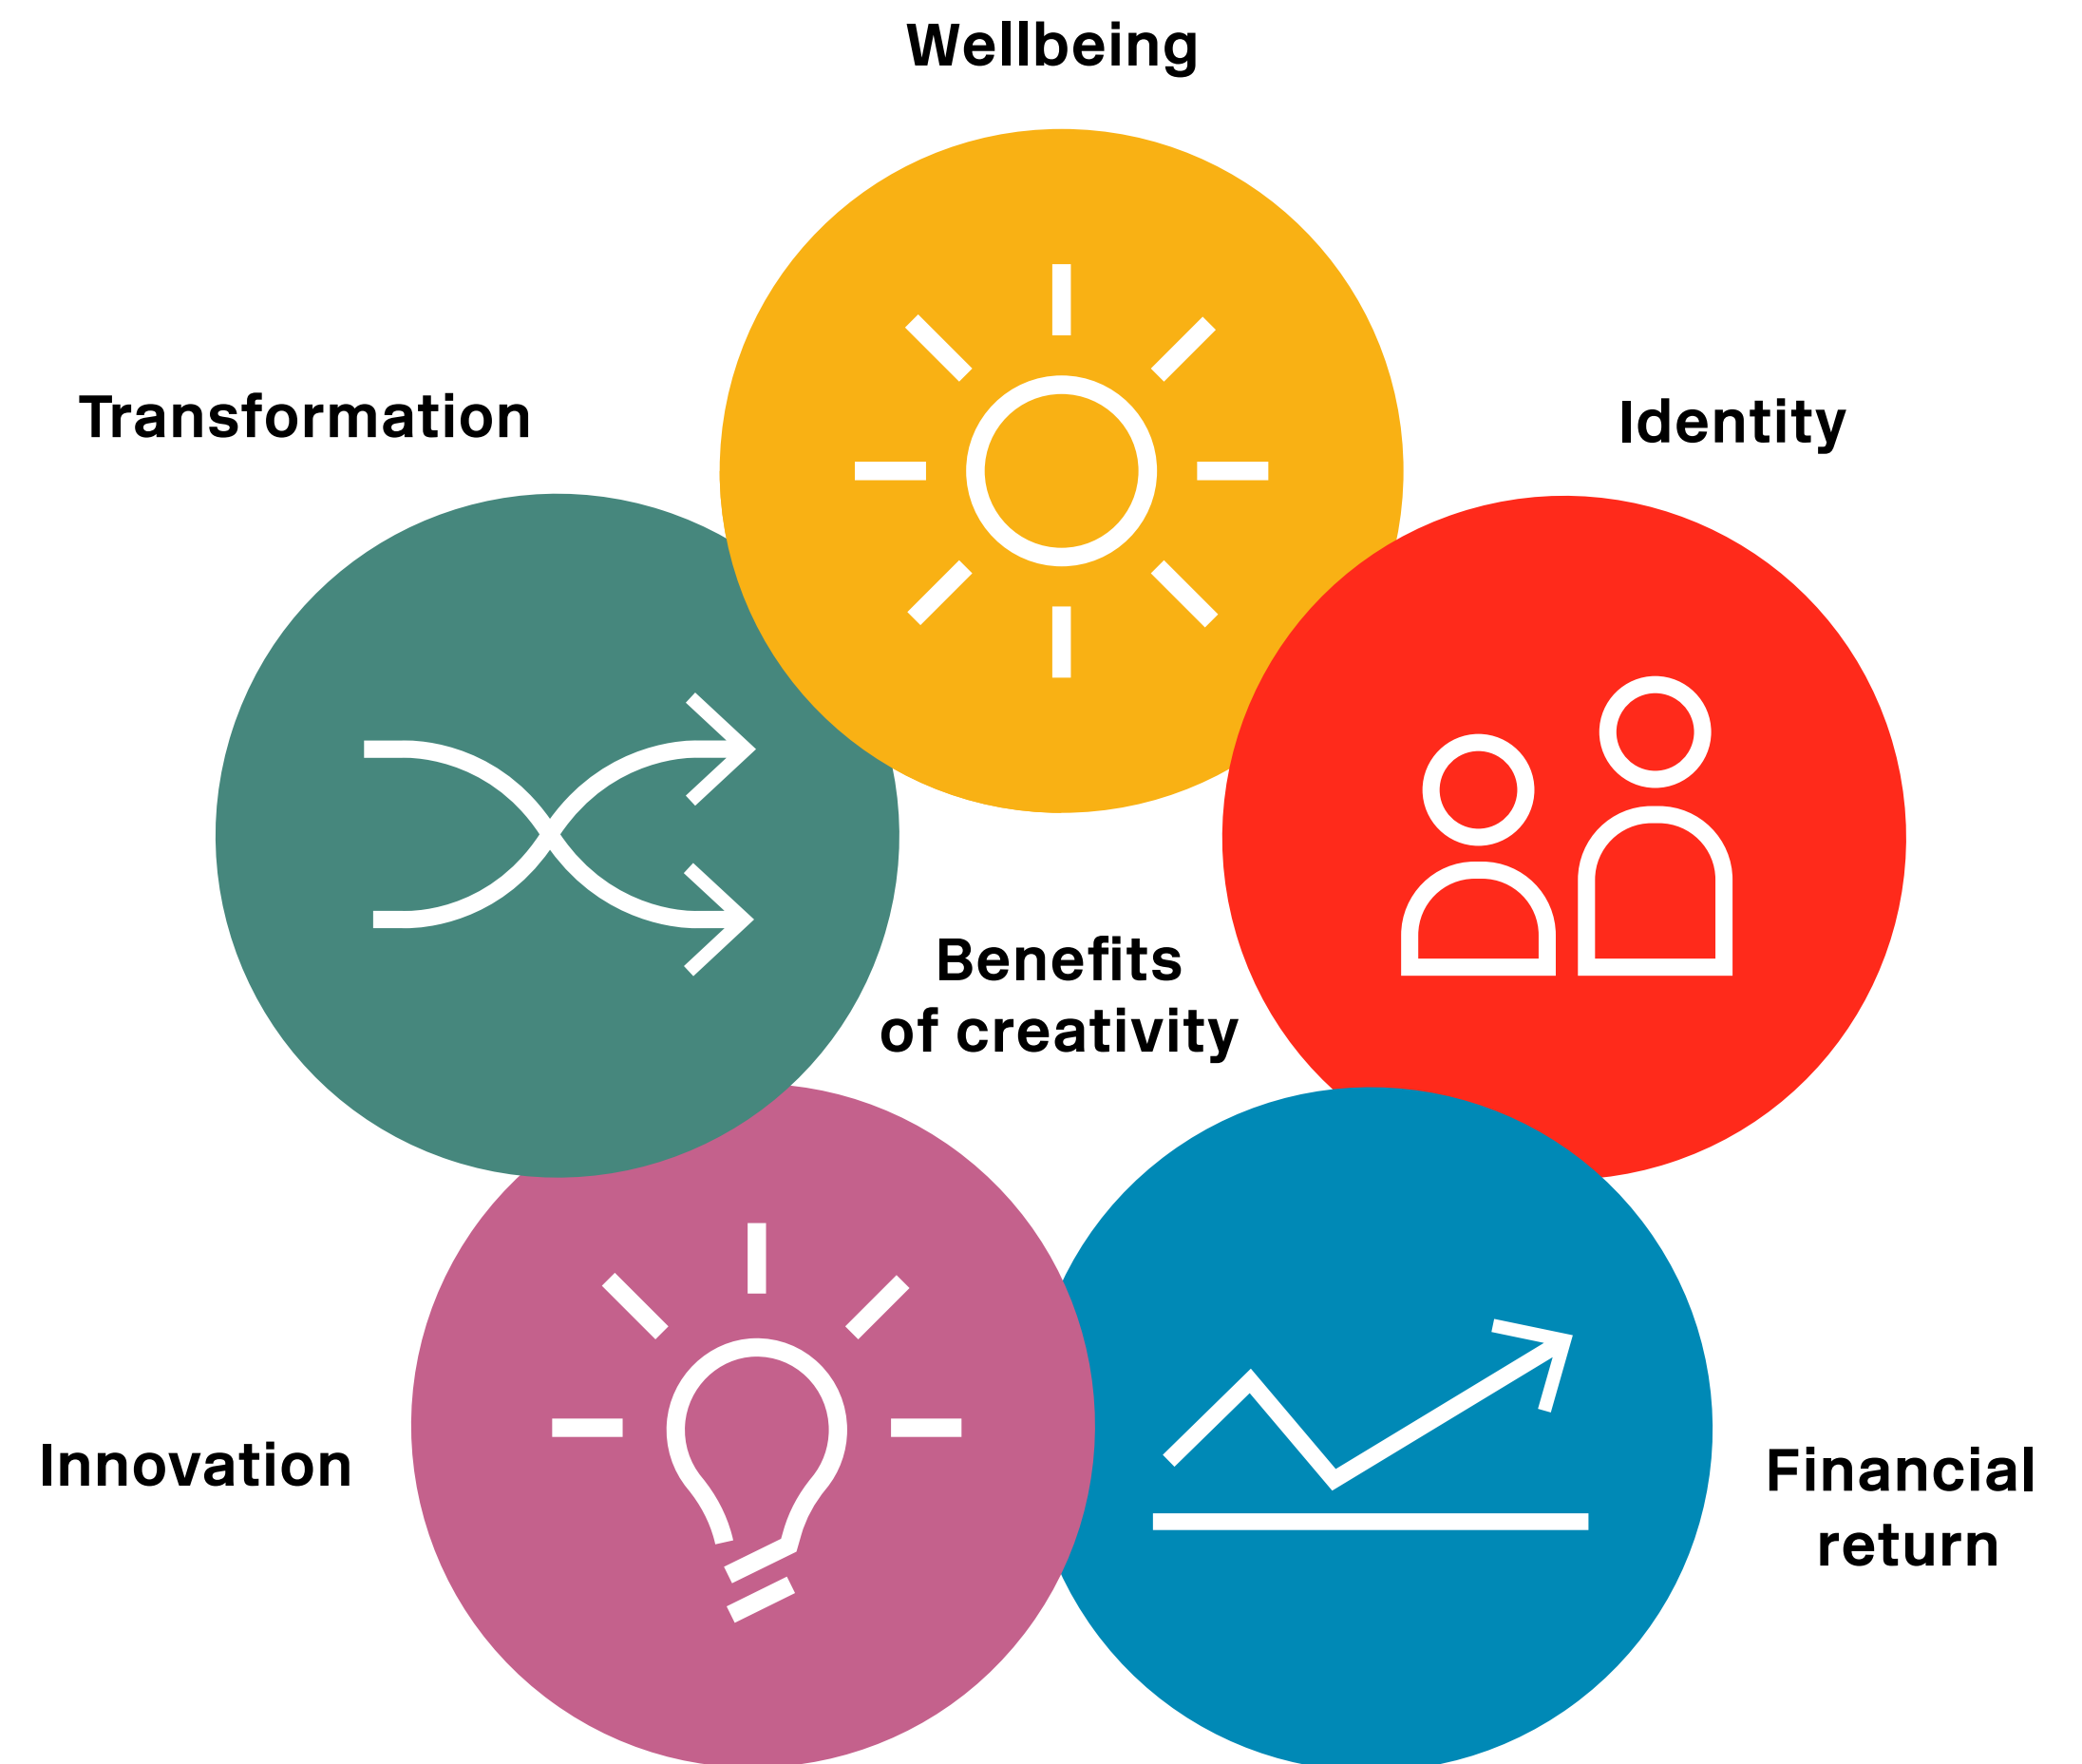 Wellbeing
Transformation
Identity
Benefits
of creativity
Innovation
Financial
return